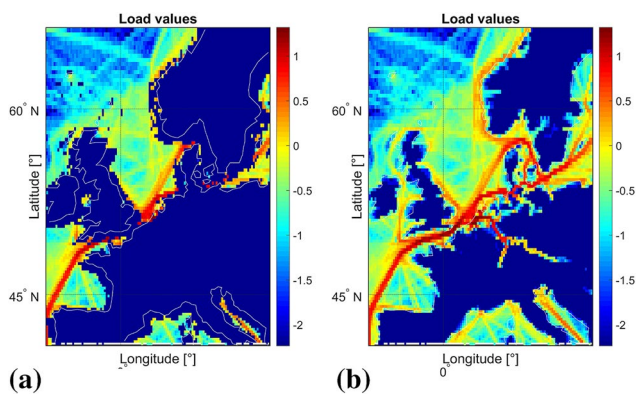 Load values
1
0.5
0
-0.5
-1
-1.5
-2
60° N
45° N
Latitude [°]
Longitude [°]
(a)
Load values
1
0.5
0
-0.5
-1
-1.5
-2
60° N
45° N
Latitude [°]
Longitude [°]
0°
(b)